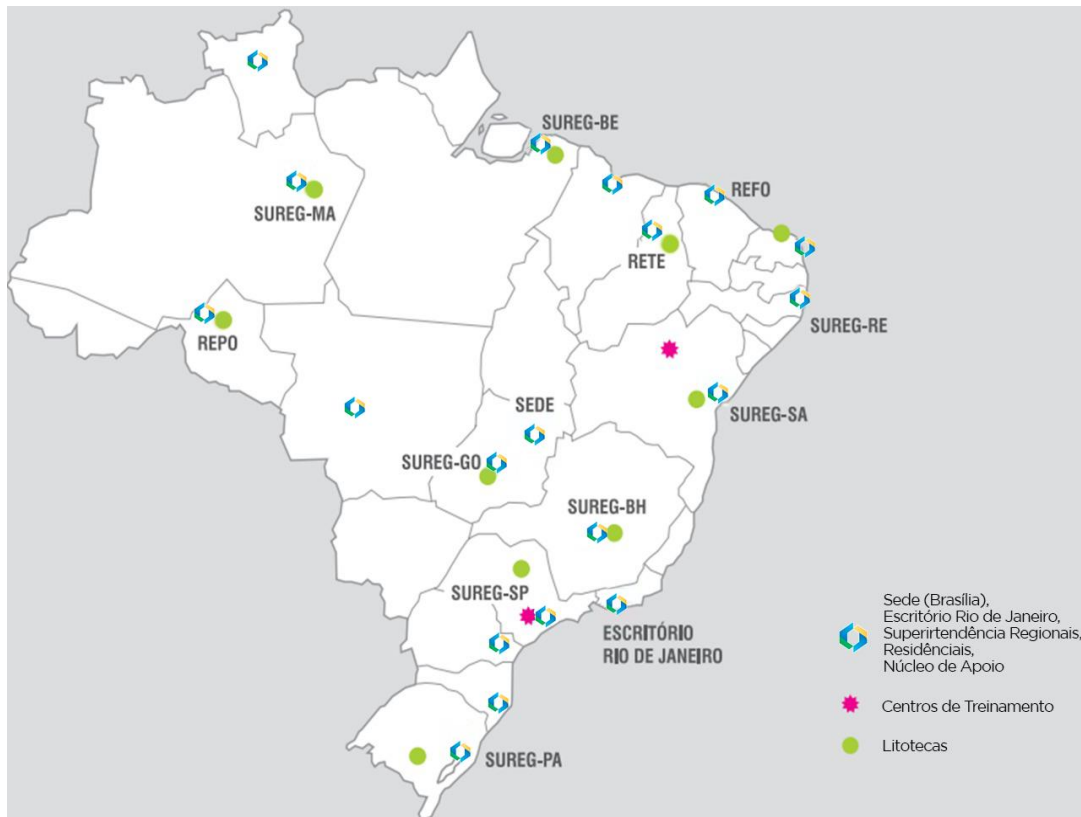 SUREG-BE
REFO
SUREG-MA
RETE
REPO
SUREG-RE
SEDE
SUREG-SA
SUREG-GO
SUREG-BH
SUREG-SP
ESCRITÓRIO
RIO DE JANEIRO
SUREG-PA
Sede (Brasília),
Escritório Rio de Janeiro,
Superirtendência Regionais,
Residênciais,
Núcleo de Apoio
Centros de Treinamento
Litotecas